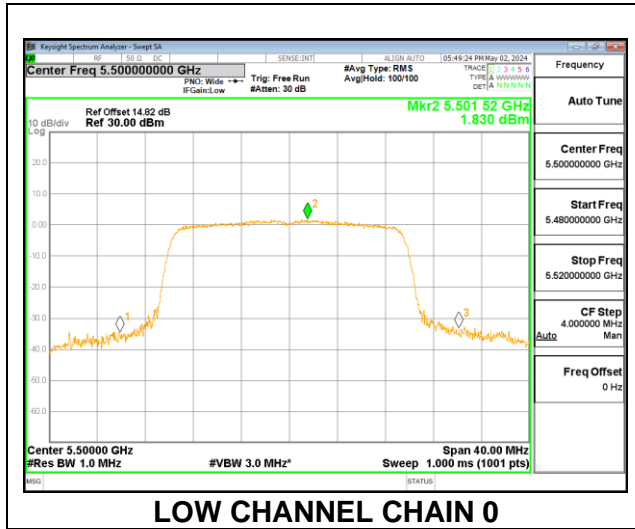 Keysight Spectrum Analyzer - Swept SA
RF 50 Ω DC SENSE:INT ALIGN AUTO 05:49:24 PM May 02, 2024
Center Freq 5.500000000 GHz
PNO: Wide
IFGain:Low
Trig: Free Run
#Atten: 30 dB
#Avg Type: RMS
Avg|Hold: 100/100
TRACE 1 2 3 4 5 6
TYPE A WWWWW
DET A N N N N N
Frequency
Mkr2 5.501 52 GHz
1.830 dBm
Ref Offset 14.82 dB
10 dB/div Ref 30.00 dBm
Log
20.0
10.0
0.00
-10.0
-20.0
-30.0
-40.0
-50.0
-60.0
1
2
3
Center 5.50000 GHz Span 40.00 MHz
#Res BW 1.0 MHz #VBW 3.0 MHz* Sweep 1.000 ms (1001 pts)
MSG STATUS
Auto Tune
Center Freq
5.500000000 GHz
Start Freq
5.480000000 GHz
Stop Freq
5.520000000 GHz
CF Step
4.000000 MHz
Auto Man
Freq Offset
0 Hz
LOW CHANNEL CHAIN 0